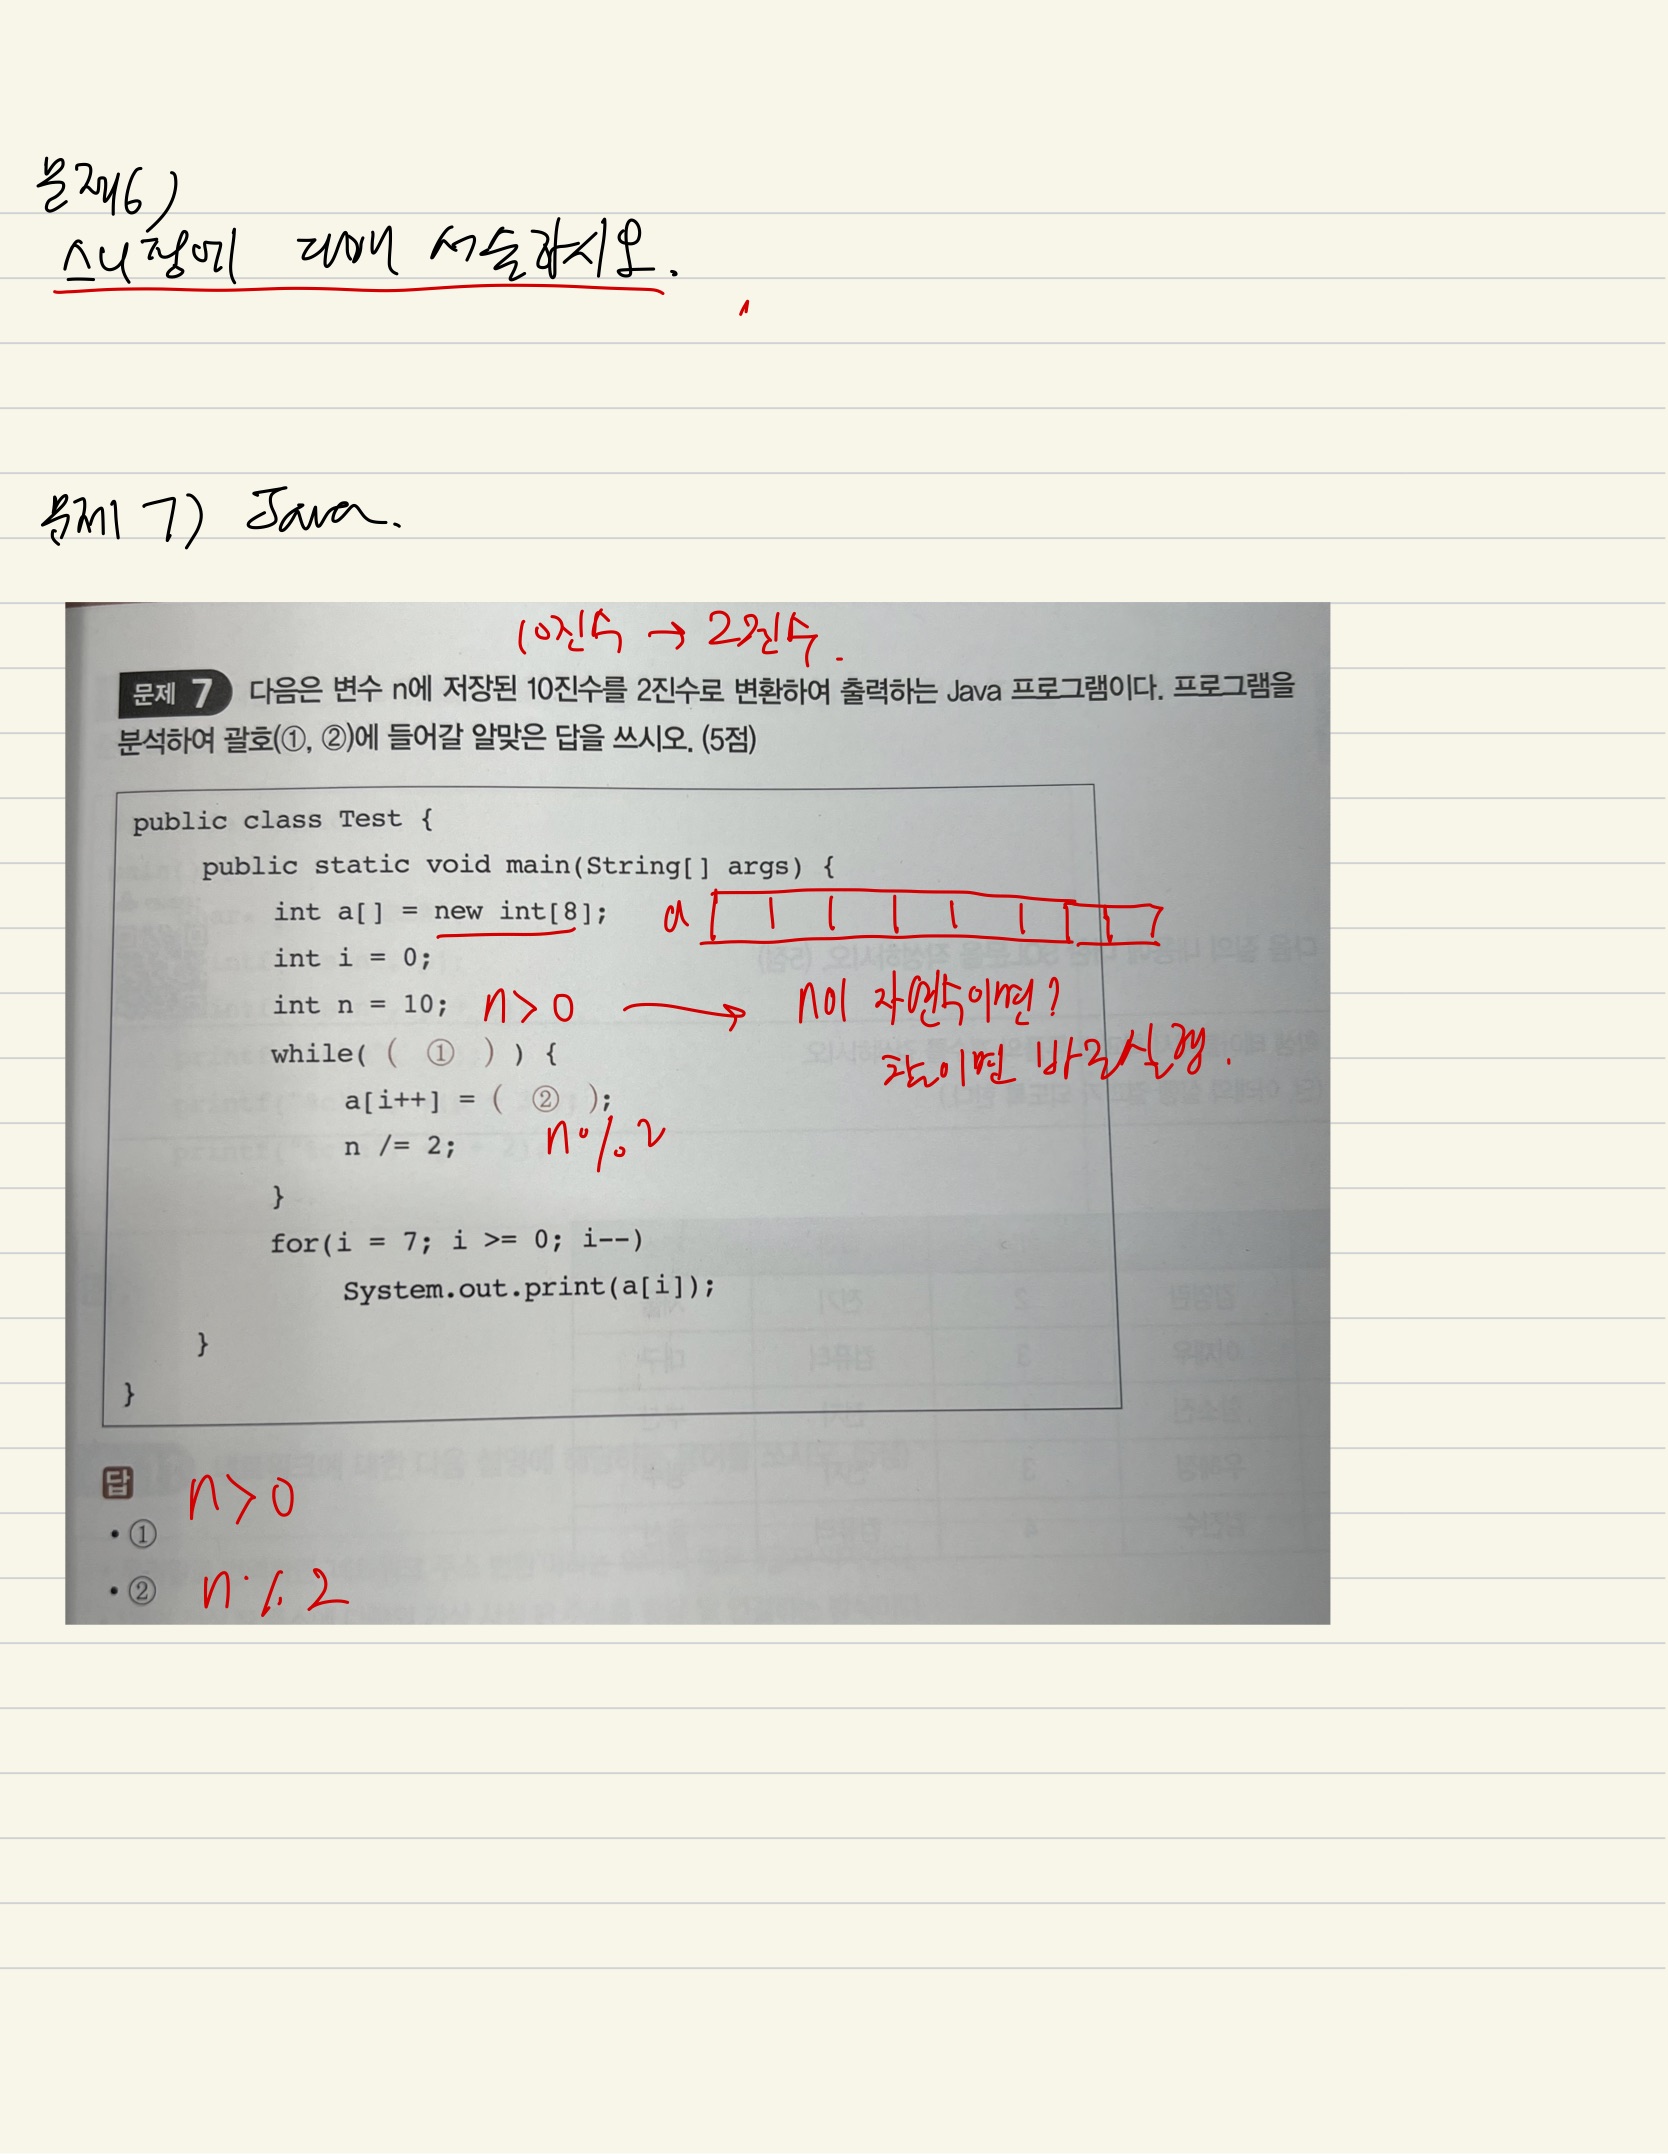 문제6)
스니핑에 대해 서술하시오.
문제 7) Java.
10진수 → 2진수.
문제 7 다음은 변수 n에 저장된 10진수를 2진수로 변환하여 출력하는 Java 프로그램이다. 프로그램을
분석하여 괄호(①, ②)에 들어갈 알맞은 답을 쓰시오. (5점)
public class Test {
public static void main(String[] args) {
int a[] = new int[8]; a
int i = 0;
int n = 10; n>0 → n이 자연수이면?
while( ( ① ) ) { 참이면 바로 실행.
a[i++] = ( ② );
n /= 2; n%2
}
for(i = 7; i >= 0; i--)
System.out.print(a[i]);
}
}
답
• ① n>0
• ② n%2